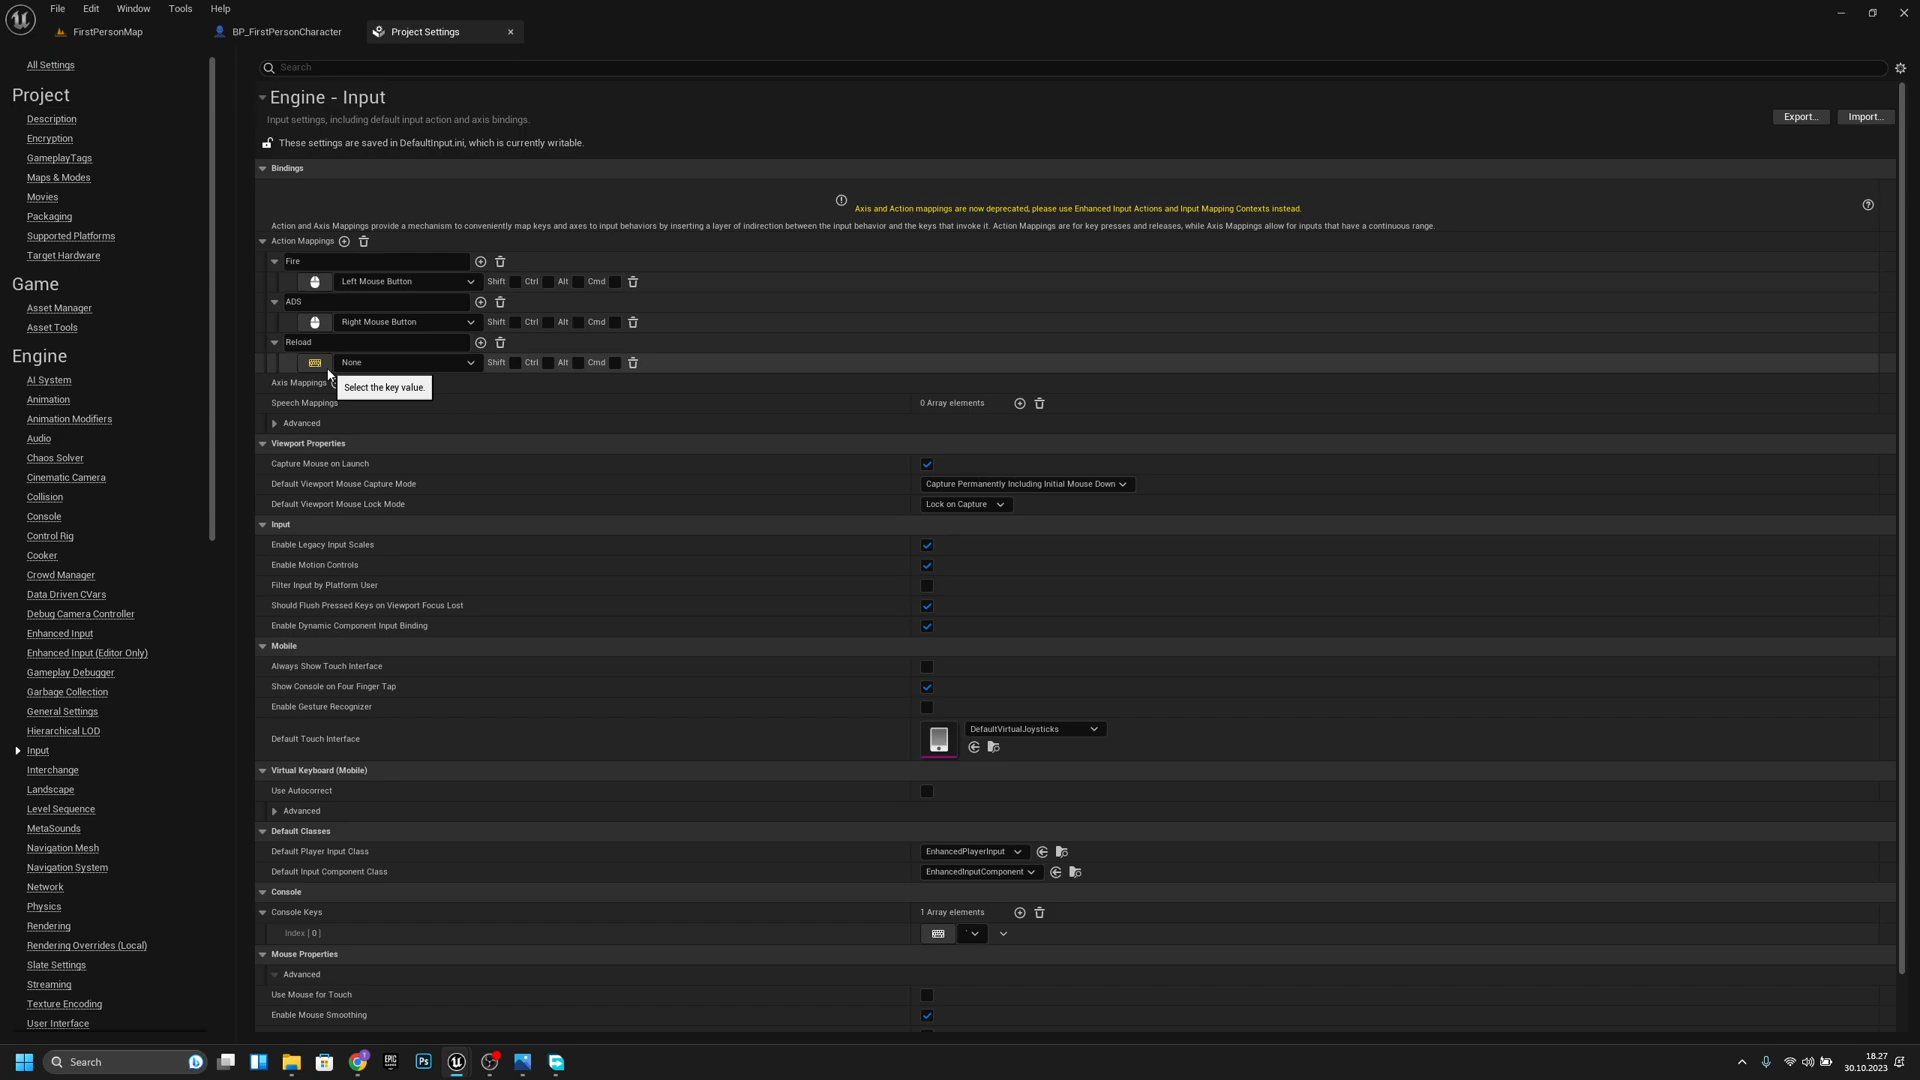 File Edit Window Tools Help
FirstPersonMap BP_FirstPersonCharacter Project Settings
All Settings
Project
Description
Encryption
GameplayTags
Maps & Modes
Movies
Packaging
Supported Platforms
Target Hardware
Game
Asset Manager
Asset Tools
Engine
AI System
Animation
Animation Modifiers
Audio
Chaos Solver
Cinematic Camera
Collision
Console
Control Rig
Cooker
Crowd Manager
Data Driven CVars
Debug Camera Controller
Enhanced Input
Enhanced Input (Editor Only)
Gameplay Debugger
Garbage Collection
General Settings
Hierarchical LOD
Input
Interchange
Landscape
Level Sequence
MetaSounds
Navigation Mesh
Navigation System
Network
Physics
Rendering
Rendering Overrides (Local)
Slate Settings
Streaming
Texture Encoding
User Interface
Search
Engine - Input
Input settings, including default input action and axis bindings.
Export... Import...
These settings are saved in DefaultInput.ini, which is currently writable.
Bindings
Axis and Action mappings are now deprecated, please use Enhanced Input Actions and Input Mapping Contexts instead.
Action and Axis Mappings provide a mechanism to conveniently map keys and axes to input behaviors by inserting a layer of indirection between the input behavior and the keys that invoke it. Action Mappings are for key presses and releases, while Axis Mappings allow for inputs that have a continuous range.
Action Mappings
Fire
Left Mouse Button Shift Ctrl Alt Cmd
ADS
Right Mouse Button Shift Ctrl Alt Cmd
Reload
None Shift Ctrl Alt Cmd
Axis Mappings
Select the key value.
Speech Mappings 0 Array elements
Advanced
Viewport Properties
Capture Mouse on Launch
Default Viewport Mouse Capture Mode Capture Permanently Including Initial Mouse Down
Default Viewport Mouse Lock Mode Lock on Capture
Input
Enable Legacy Input Scales
Enable Motion Controls
Filter Input by Platform User
Should Flush Pressed Keys on Viewport Focus Lost
Enable Dynamic Component Input Binding
Mobile
Always Show Touch Interface
Show Console on Four Finger Tap
Enable Gesture Recognizer
Default Touch Interface DefaultVirtualJoysticks
Virtual Keyboard (Mobile)
Use Autocorrect
Advanced
Default Classes
Default Player Input Class EnhancedPlayerInput
Default Input Component Class EnhancedInputComponent
Console
Console Keys 1 Array elements
Index [ 0 ]
Mouse Properties
Advanced
Use Mouse for Touch
Enable Mouse Smoothing
Search
EPIC
Ps
18.27
30.10.2023